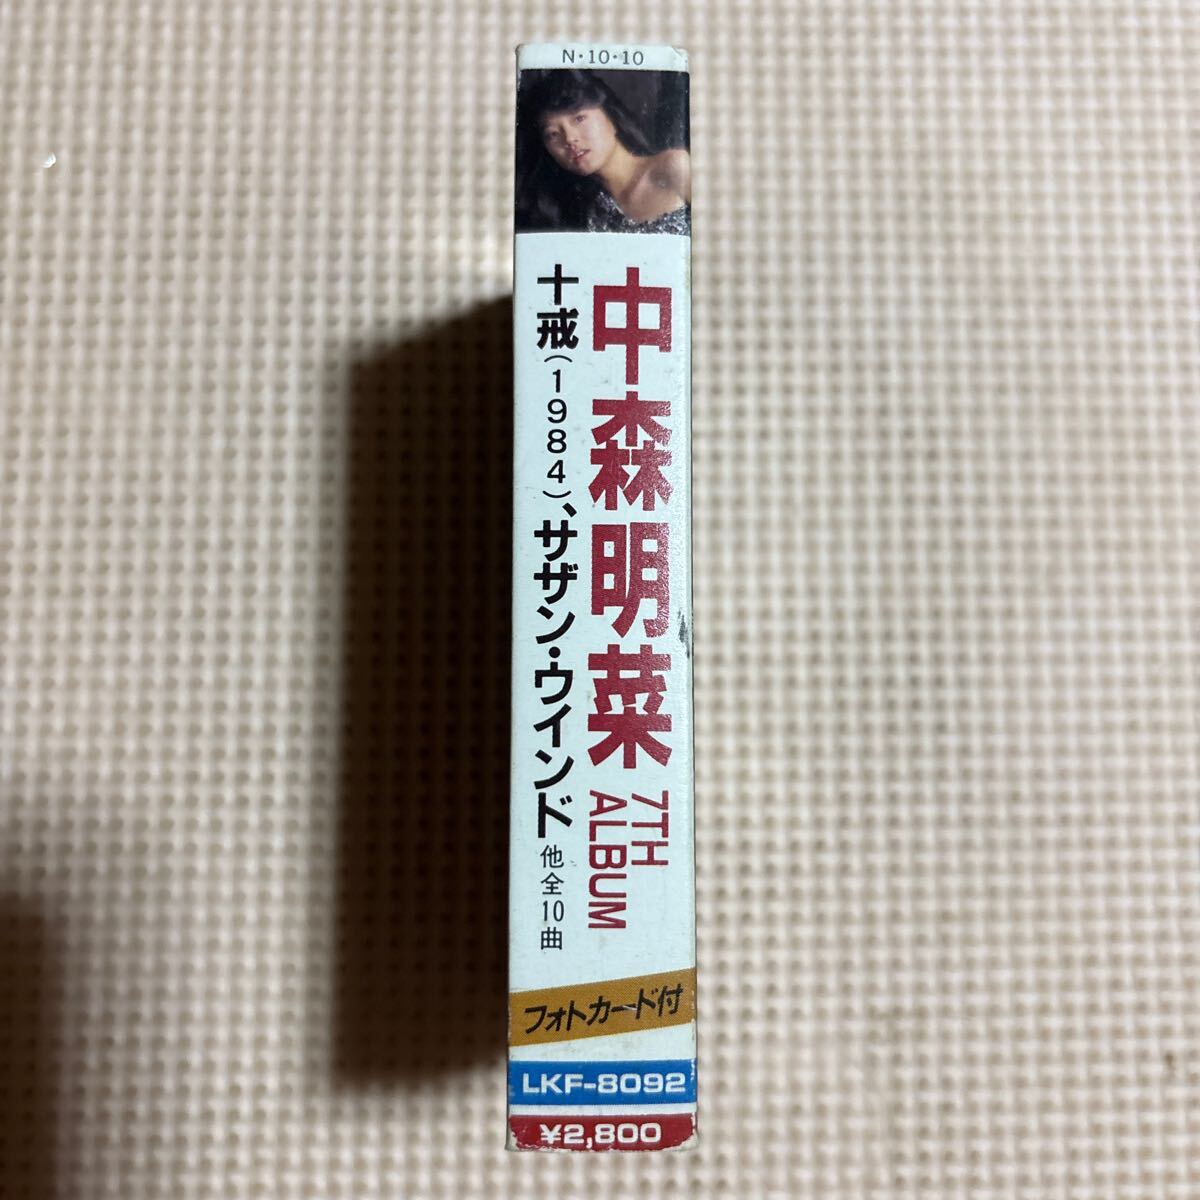 N・10・10
中森明菜
7TH
ALBUM
十戒(1984)、サザン・ウインド 他全10曲
フォトカード付
LKF-8092
¥2,800